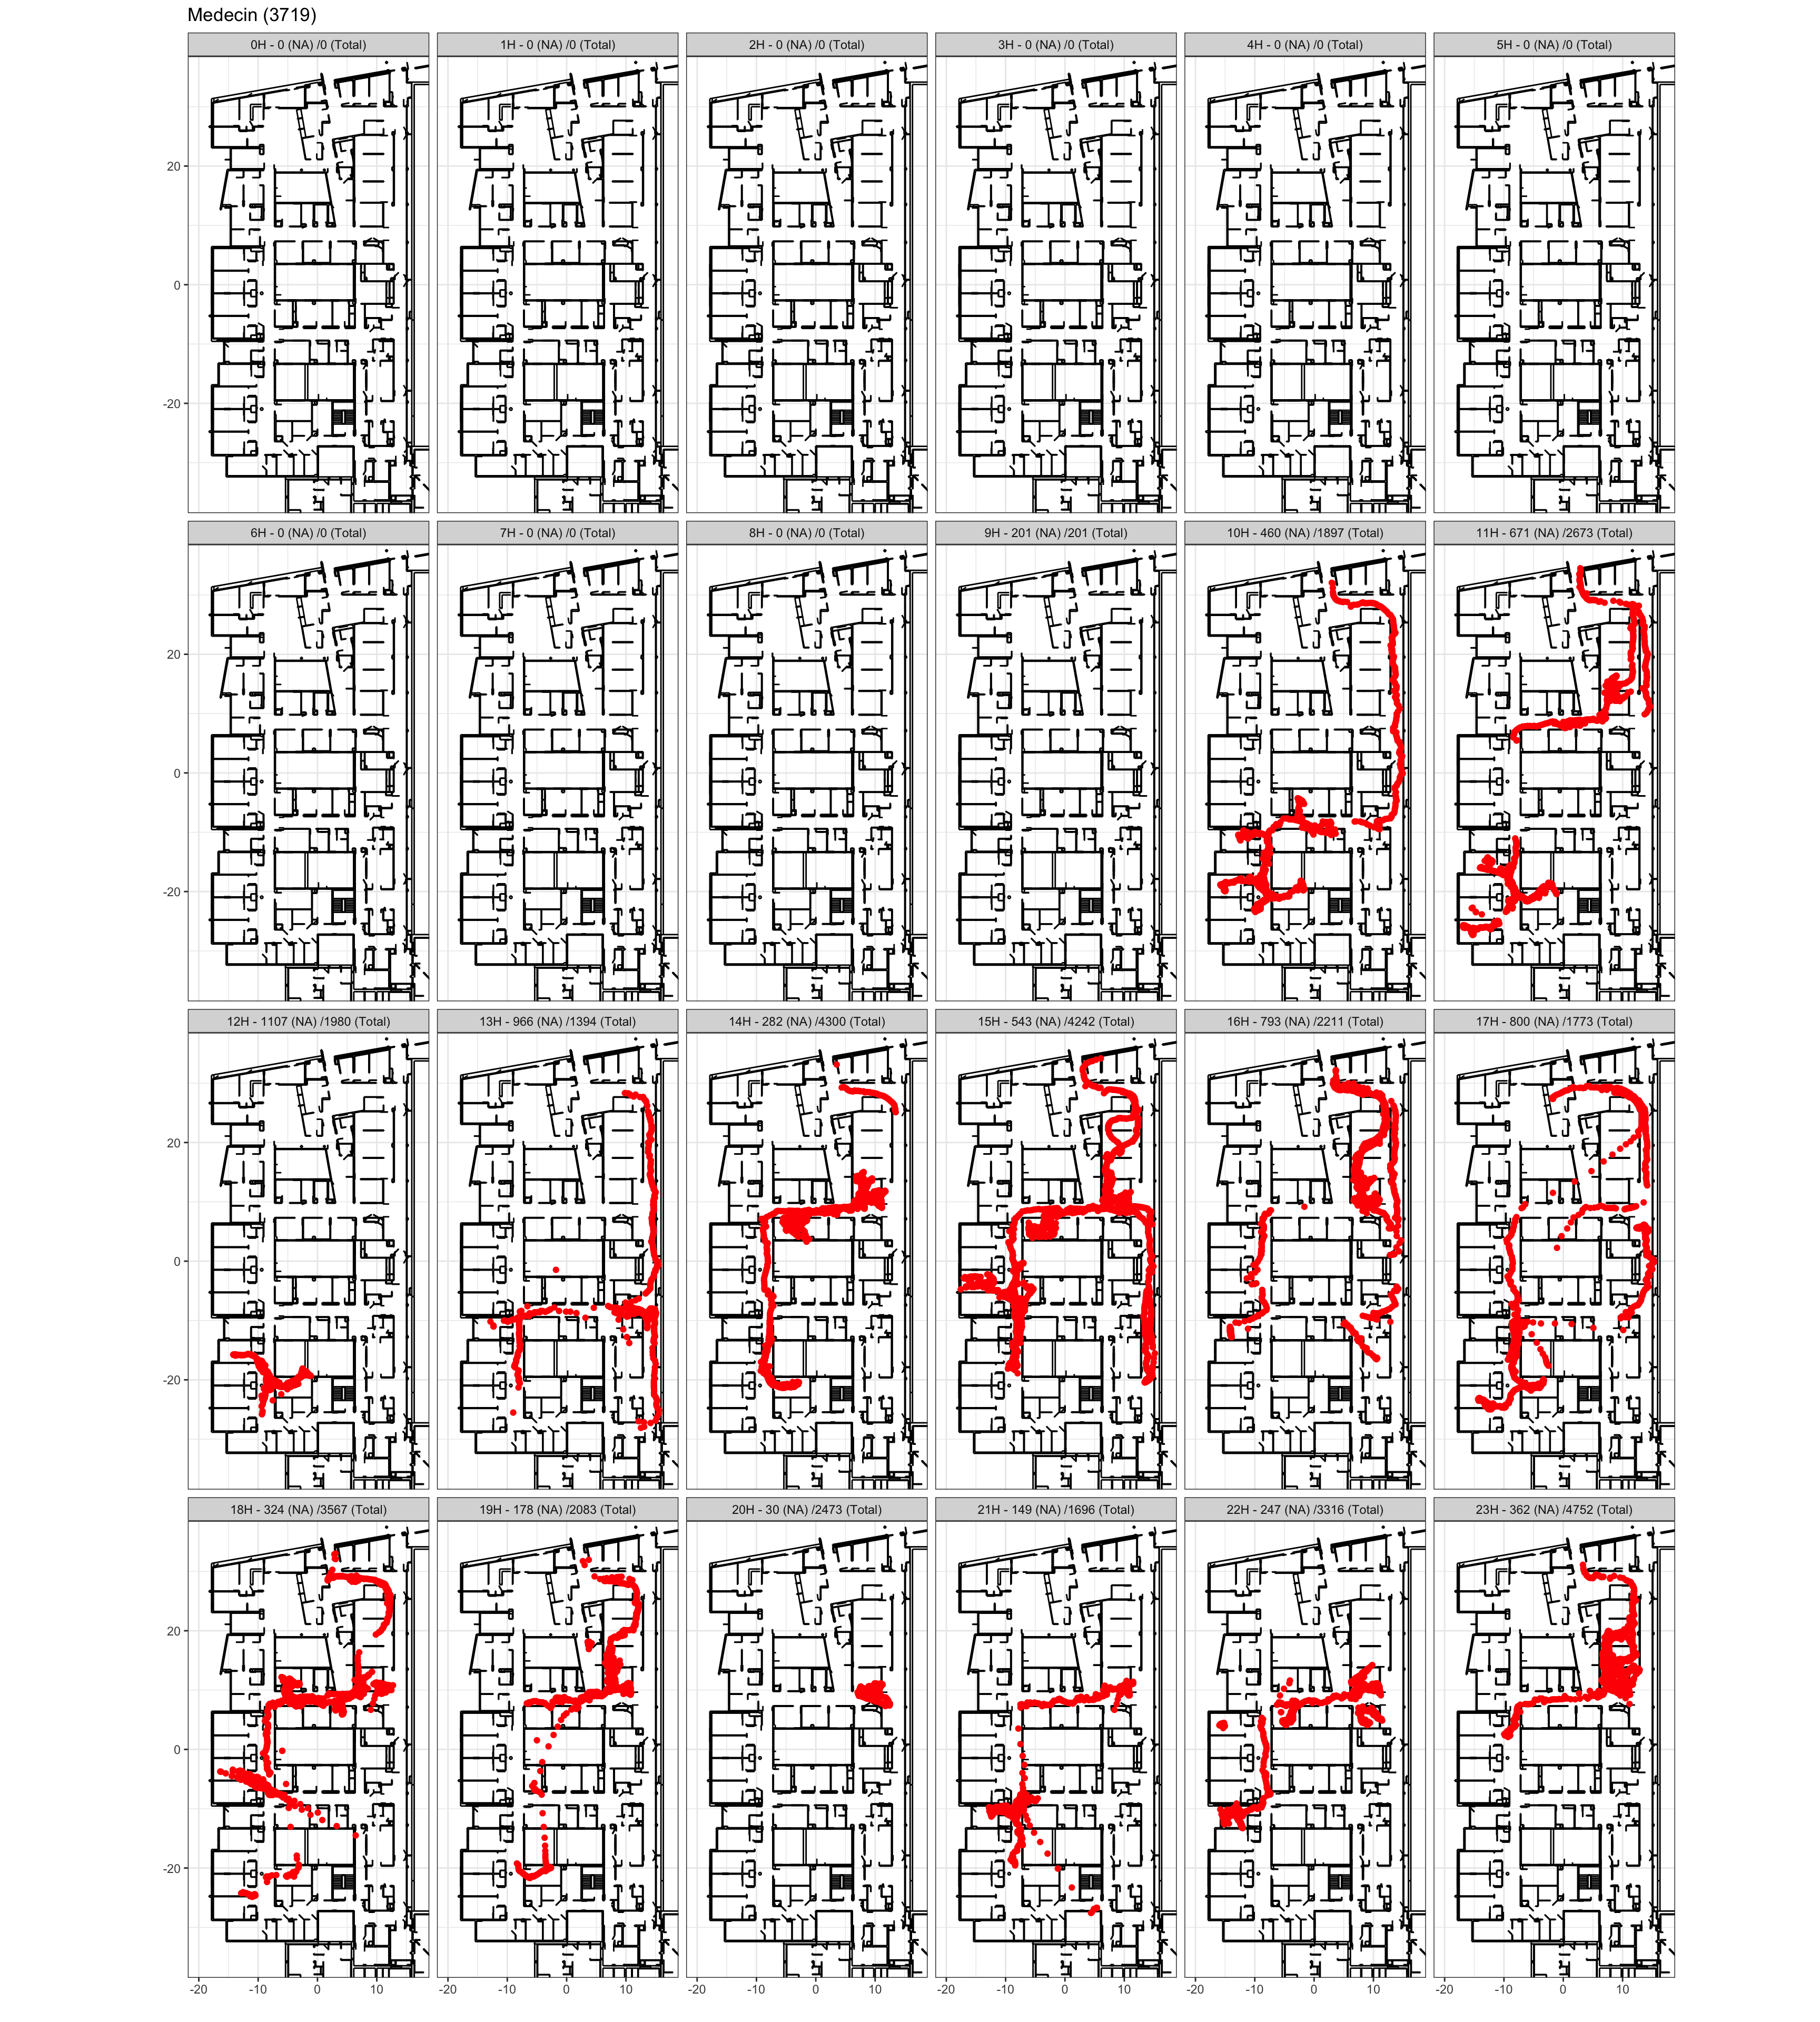 Medecin (3719)
0H - 0 (NA) /0 (Total) 1H - 0 (NA) /0 (Total) 2H - 0 (NA) /0 (Total) 3H - 0 (NA) /0 (Total) 4H - 0 (NA) /0 (Total) 5H - 0 (NA) /0 (Total)
20
0
-20
6H - 0 (NA) /0 (Total) 7H - 0 (NA) /0 (Total) 8H - 0 (NA) /0 (Total) 9H - 201 (NA) /201 (Total) 10H - 460 (NA) /1897 (Total) 11H - 671 (NA) /2673 (Total)
20
0
-20
12H - 1107 (NA) /1980 (Total) 13H - 966 (NA) /1394 (Total) 14H - 282 (NA) /4300 (Total) 15H - 543 (NA) /4242 (Total) 16H - 793 (NA) /2211 (Total) 17H - 800 (NA) /1773 (Total)
20
0
-20
18H - 324 (NA) /3567 (Total) 19H - 178 (NA) /2083 (Total) 20H - 30 (NA) /2473 (Total) 21H - 149 (NA) /1696 (Total) 22H - 247 (NA) /3316 (Total) 23H - 362 (NA) /4752 (Total)
20
0
-20
-20 -10 0 10 -20 -10 0 10 -20 -10 0 10 -20 -10 0 10 -20 -10 0 10 -20 -10 0 10